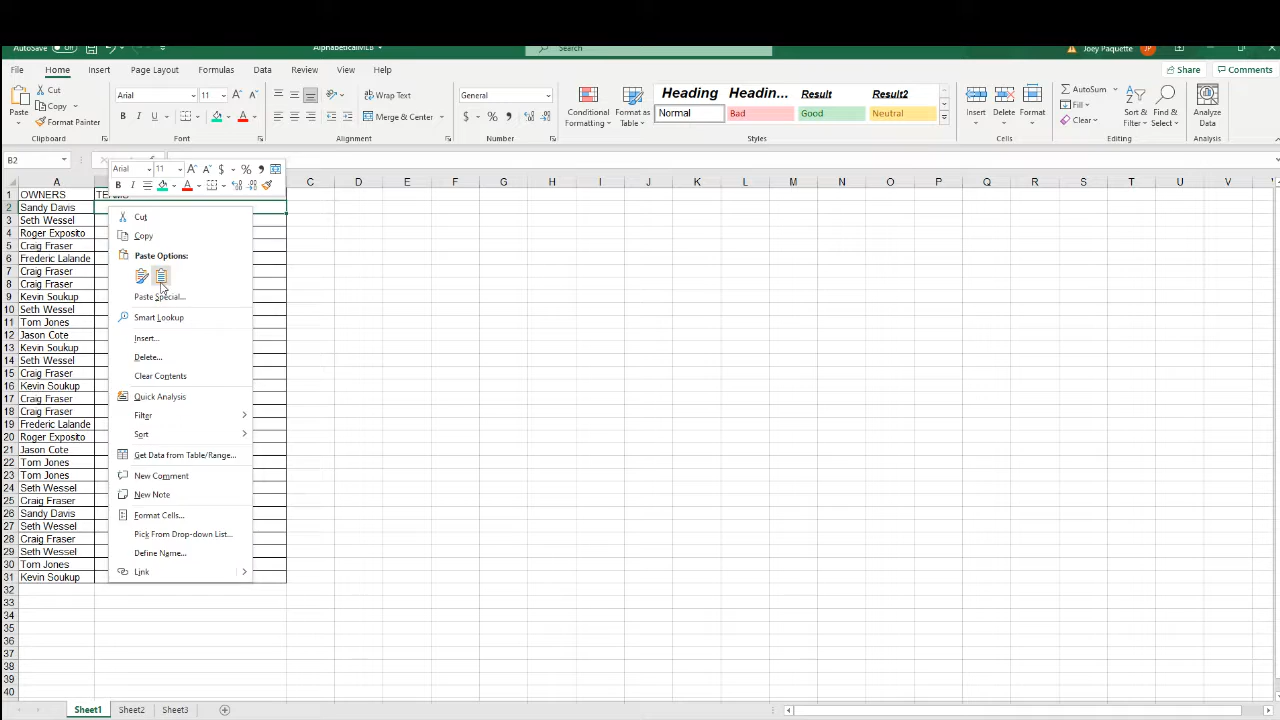 AutoSave Off AlphabeticalMLB Search Joey Paquette JP
File Home Insert Page Layout Formulas Data Review View Help Share Comments
Cut
Copy
Format Painter
Paste
Clipboard
Arial 11
B I U
Font
Wrap Text
Merge & Center
Alignment
General
$ % ,
Number
Conditional
Formatting
Format as
Table
Heading Headin... Result Result2
Normal Bad Good Neutral
Styles
Insert Delete Format
Cells
AutoSum
Fill
Clear
Sort &
Filter
Find &
Select
Editing
Analyze
Data
Analysis
B2
Arial 11 A A $ % ,
B I A
A B C D E F G H I J K L M N O P Q R S T U V
1 OWNERS TEAMS
2 Sandy Davis
3 Seth Wessel
4 Roger Exposito
5 Craig Fraser
6 Frederic Lalande
7 Craig Fraser
8 Craig Fraser
9 Kevin Soukup
10 Seth Wessel
11 Tom Jones
12 Jason Cote
13 Kevin Soukup
14 Seth Wessel
15 Craig Fraser
16 Kevin Soukup
17 Craig Fraser
18 Craig Fraser
19 Frederic Lalande
20 Roger Exposito
21 Jason Cote
22 Tom Jones
23 Tom Jones
24 Seth Wessel
25 Craig Fraser
26 Sandy Davis
27 Seth Wessel
28 Craig Fraser
29 Seth Wessel
30 Tom Jones
31 Kevin Soukup
32
33
34
35
36
37
38
39
40
Cut
Copy
Paste Options:
Paste Special...
Smart Lookup
Insert...
Delete...
Clear Contents
Quick Analysis
Filter
Sort
Get Data from Table/Range...
New Comment
New Note
Format Cells...
Pick From Drop-down List...
Define Name...
Link
Sheet1 Sheet2 Sheet3